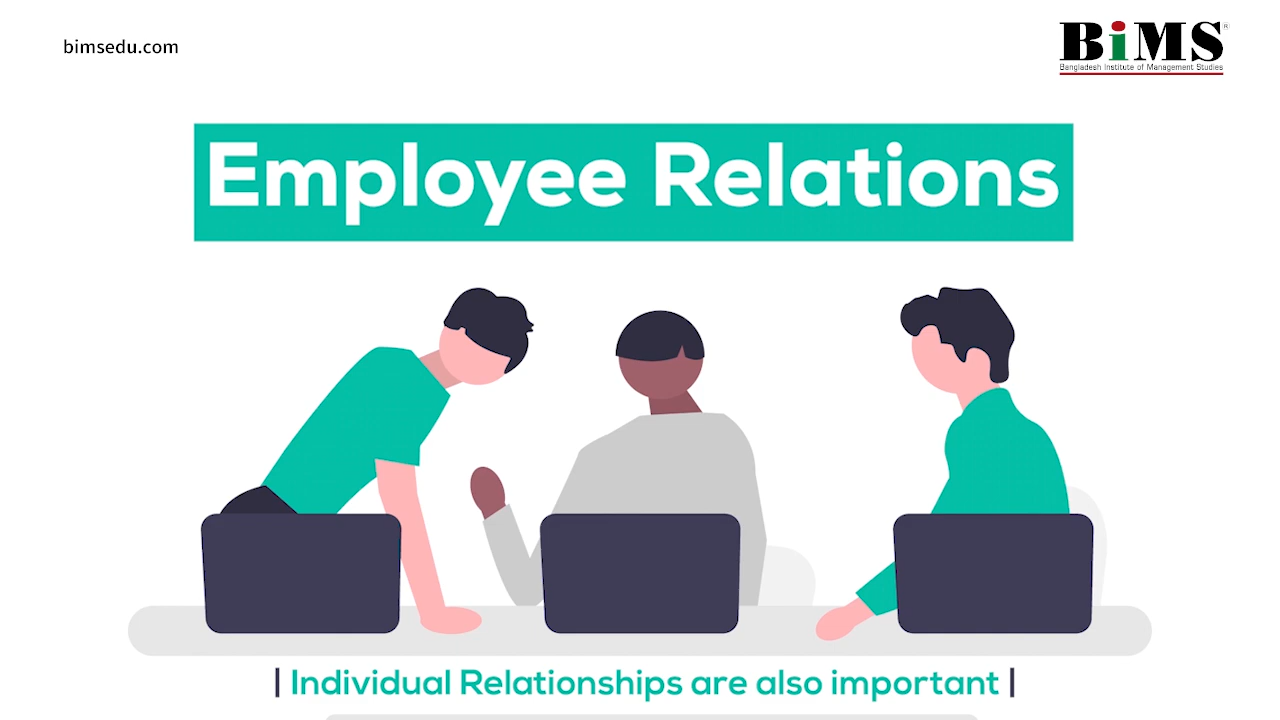 bimsedu.com
BiMS®
Bangladesh Institute of Management Studies
Employee Relations
| Individual Relationships are also important |